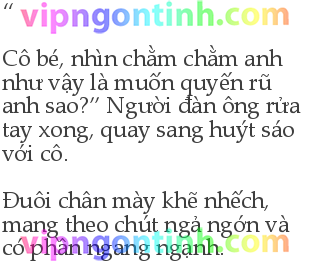 “ vipngontinh.com
Cô bé, nhìn chằm chằm anh
như vậy là muốn quyến rũ
anh sao?” Người đàn ông rửa
tay xong, quay sang huýt sáo
với cô.
Đuôi chân mày khẽ nhếch,
mang theo chút ngả ngớn và
có phần ngang ngạnh.
vipngontinh.com